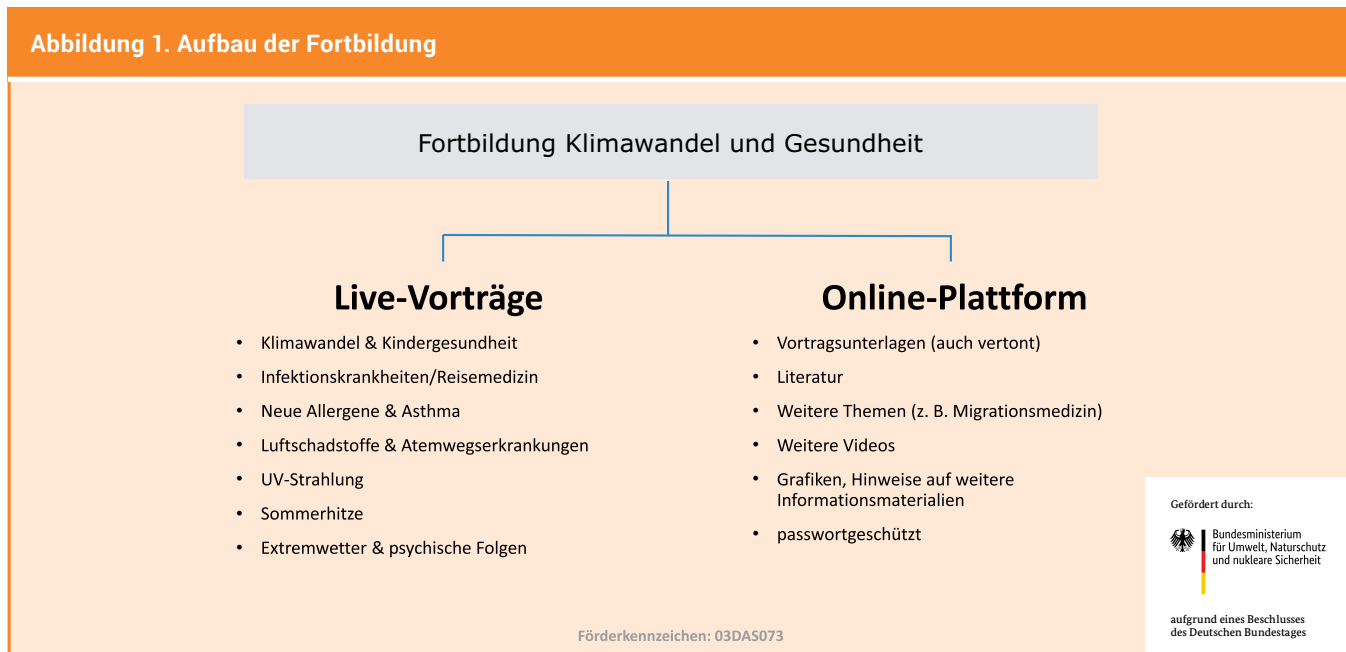 Abbildung 1. Aufbau der Fortbildung
Fortbildung Klimawandel und Gesundheit
Live-Vorträge
• Klimawandel & Kindergesundheit
• Infektionskrankheiten/Reisemedizin
• Neue Allergene & Asthma
• Luftschadstoffe & Atemwegserkrankungen
• UV-Strahlung
• Sommerhitze
• Extremwetter & psychische Folgen
Online-Plattform
• Vortragsunterlagen (auch vertont)
• Literatur
• Weitere Themen (z. B. Migrationsmedizin)
• Weitere Videos
• Grafiken, Hinweise auf weitere
Informationsmaterialien
• passwortgeschützt
Gefördert durch:
Bundesministerium
für Umwelt, Naturschutz
und nukleare Sicherheit
aufgrund eines Beschlusses
des Deutschen Bundestages
Förderkennzeichen: 03DAS073